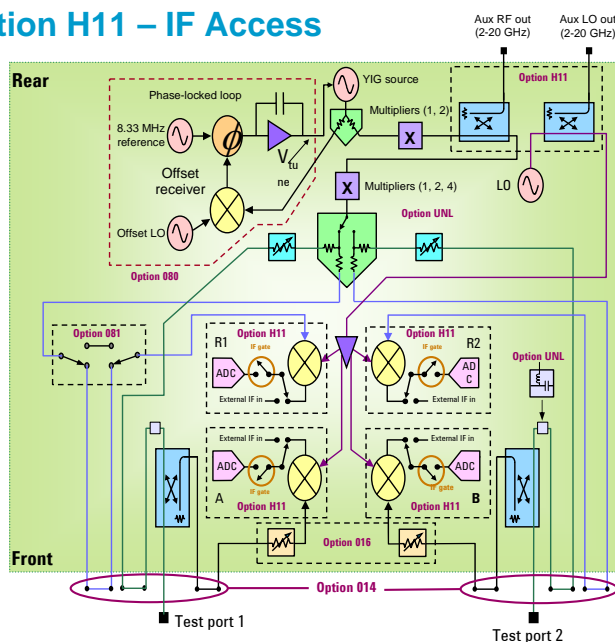 tion H11 – IF Access
Aux RF out
(2-20 GHz)
Aux LO out
(2-20 GHz)
Rear
YIG source
Option H11
Phase-locked loop
Multipliers (1, 2)
8.33 MHz
reference
ϕ
V tu
ne
X
Offset
receiver
X
Multipliers (1, 2, 4)
LO
Offset LO
Option UNL
Option 080
Option 081
R1
Option H11
IF gate
ADC
External IF in
Option H11
R2
IF gate
AD
C
External IF in
Option UNL
External IF in
ADC
IF gate
A
Option H11
External IF in
ADC
IF gate
B
Option H11
Option 016
Front
Option 014
Test port 1
Test port 2